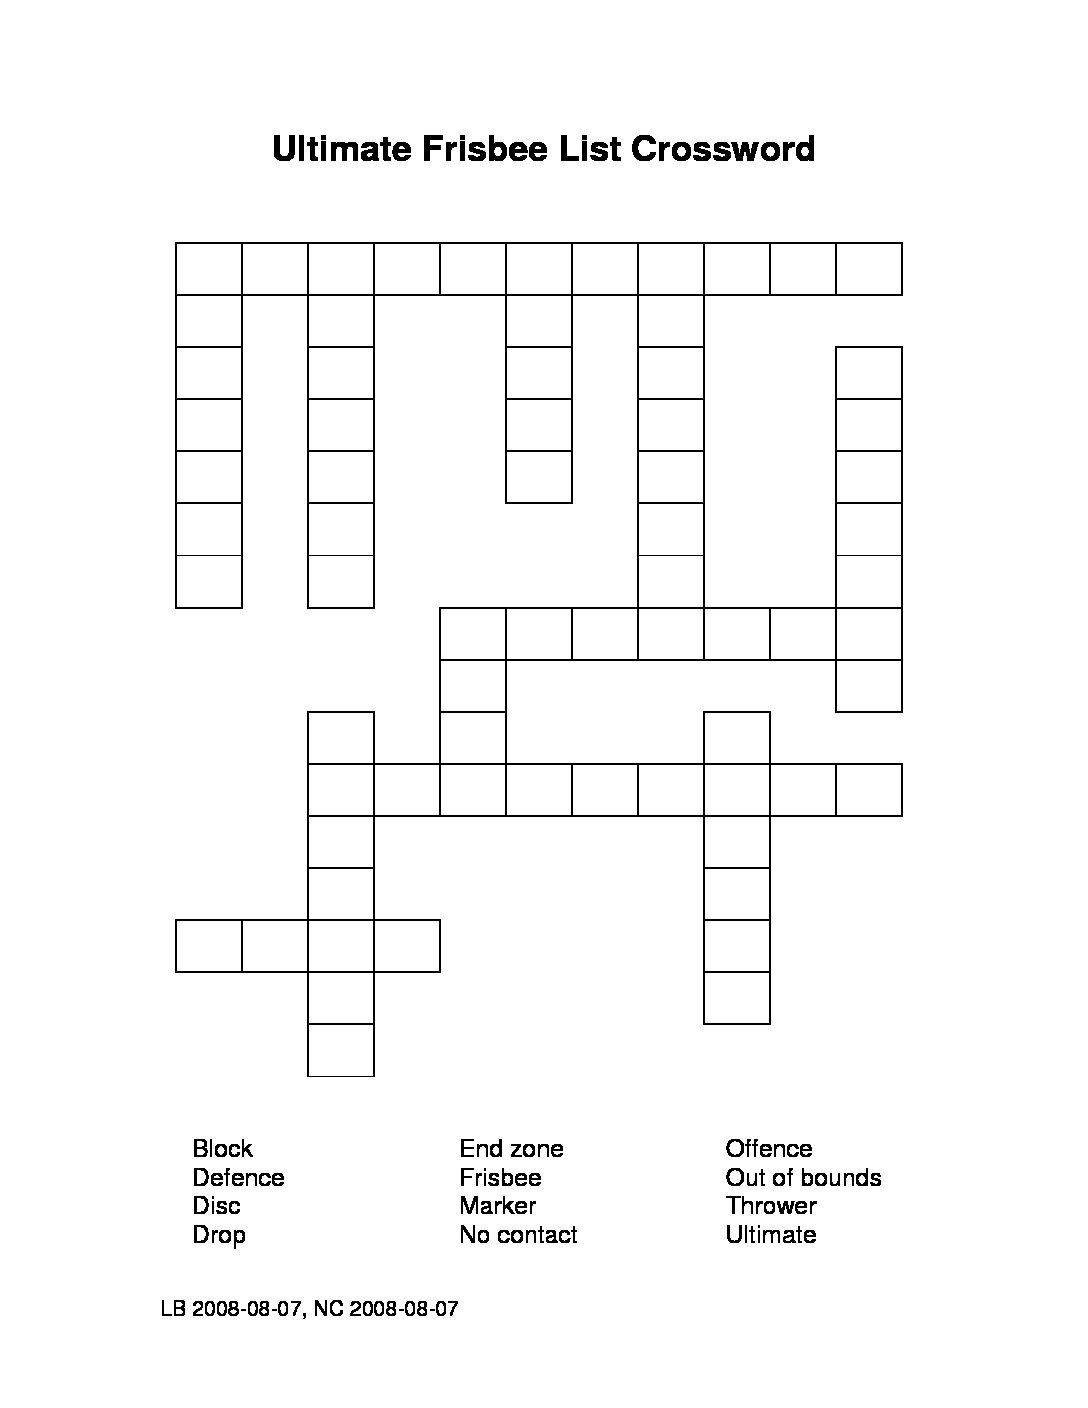 Ultimate Frisbee List Crossword
Block End zone Offence
Defence Frisbee Out of bounds
Disc Marker Thrower
Drop No contact Ultimate
LB 2008-08-07, NC 2008-08-07